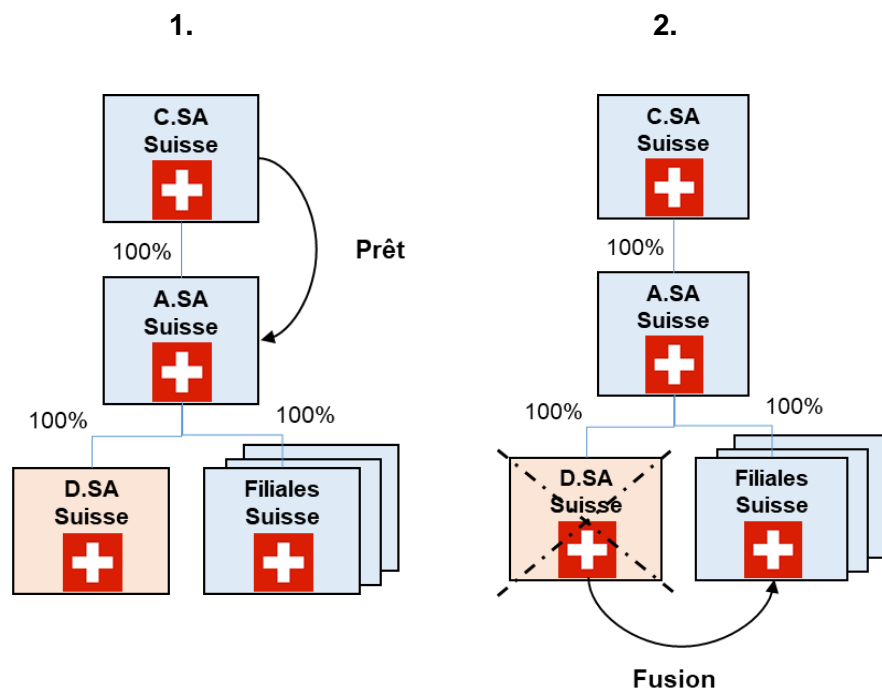 1.
C.SA
Suisse
100%
Prêt
A.SA
Suisse
100%
100%
D.SA
Suisse
Filiales
Suisse
2.
C.SA
Suisse
100%
A.SA
Suisse
100%
100%
D.SA
Suisse
Filiales
Suisse
Fusion